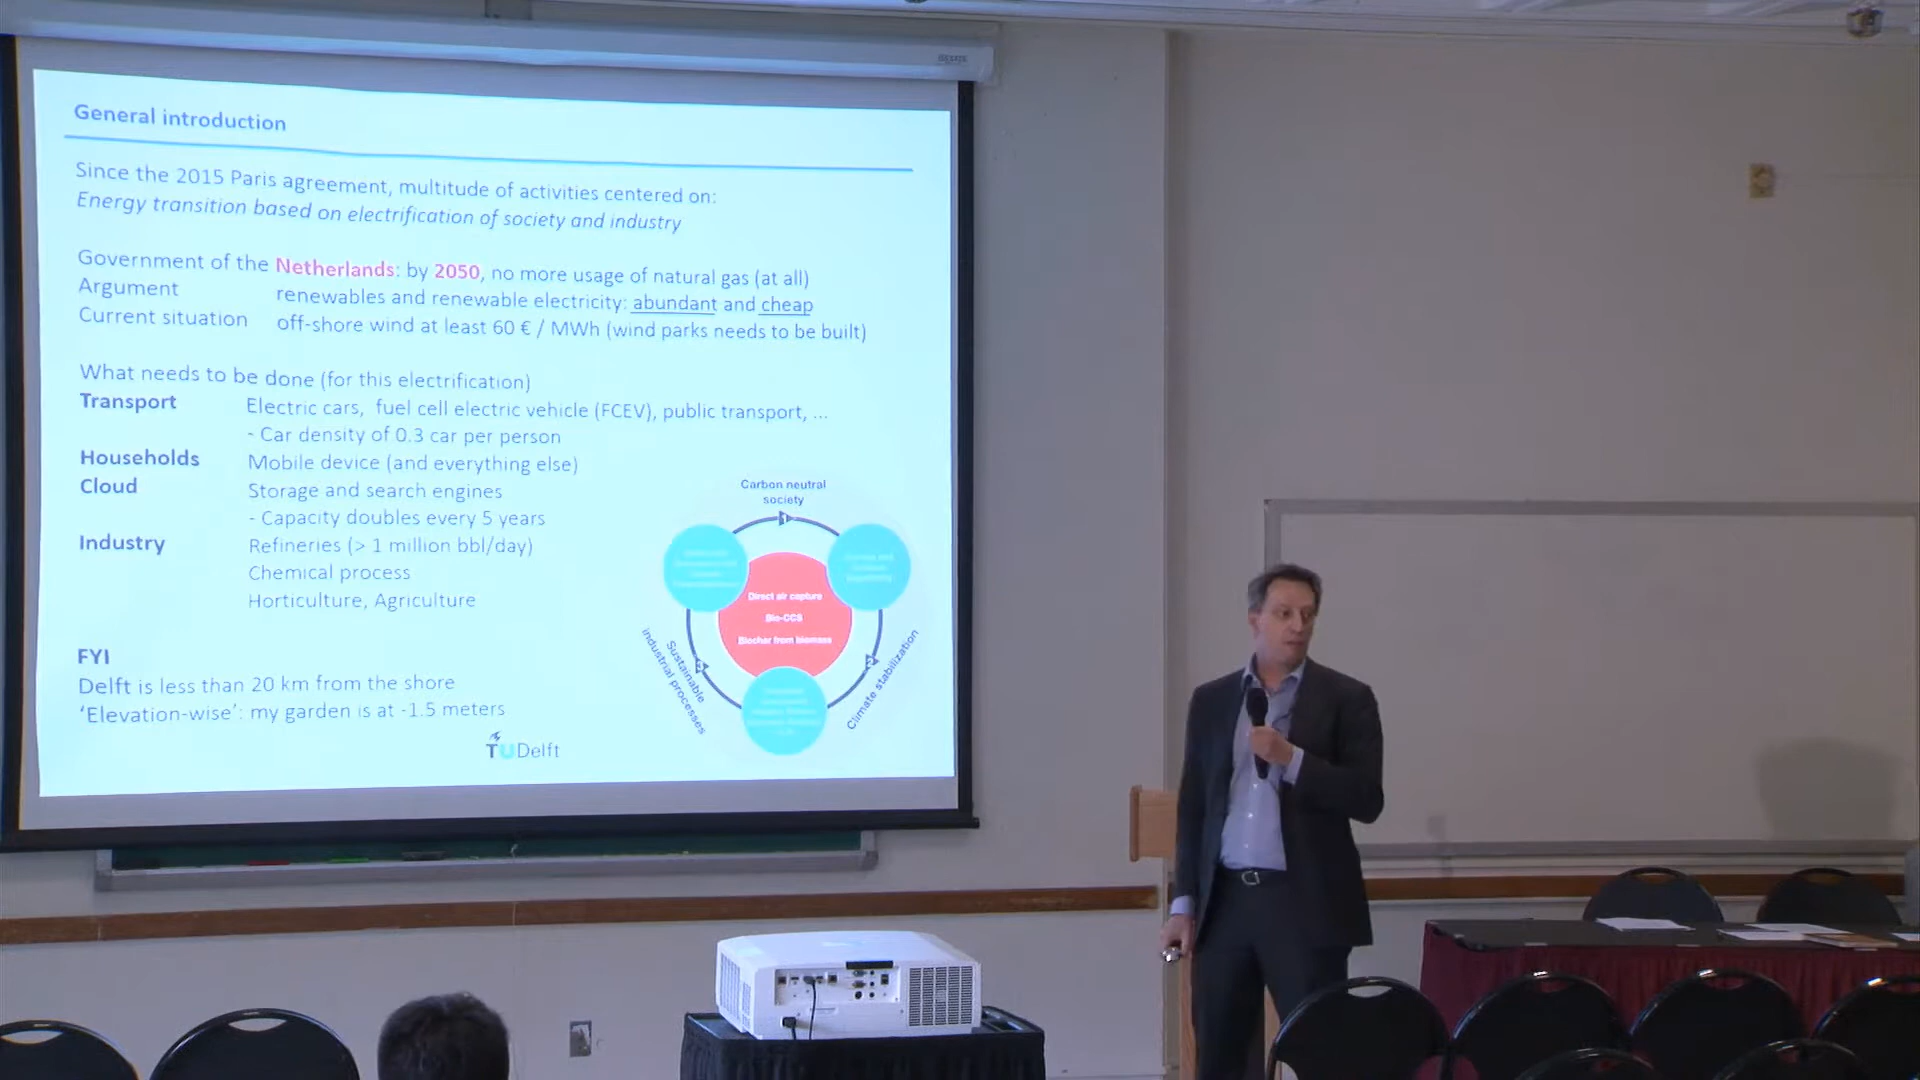 General introduction
Since the 2015 Paris agreement, multitude of activities centered on:
Energy transition based on electrification of society and industry
Government of the Netherlands: by 2050, no more usage of natural gas (at all)
Argument renewables and renewable electricity: abundant and cheap
Current situation off-shore wind at least 60 € / MWh (wind parks needs to be built)
What needs to be done (for this electrification)
Transport Electric cars, fuel cell electric vehicle (FCEV), public transport, ...
- Car density of 0.3 car per person
Households Mobile device (and everything else)
Cloud Storage and search engines
- Capacity doubles every 5 years
Industry Refineries (> 1 million bbl/day)
Chemical process
Horticulture, Agriculture
FYI
Delft is less than 20 km from the shore
‘Elevation-wise’: my garden is at -1.5 meters
TUDelft
Carbon neutral
society
1
Direct air capture
Bio-CCS
Biochar from biomass
2
Climate stabilization
Sustainable
industrial processes